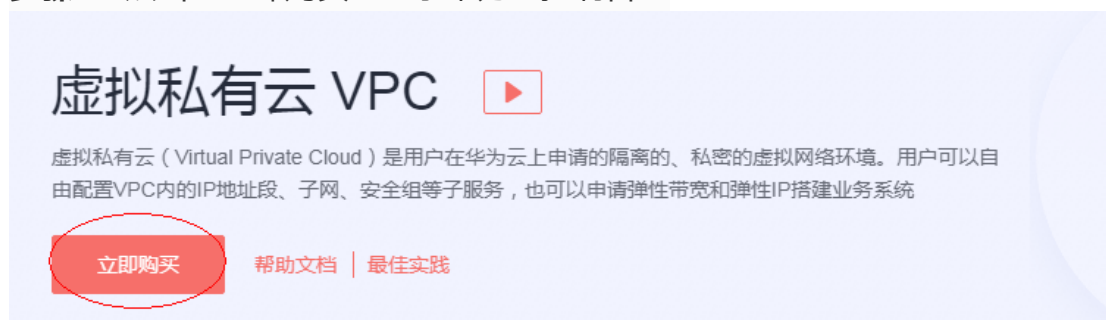 虚拟私有云 VPC
虚拟私有云（Virtual Private Cloud）是用户在华为云上申请的隔离的、私密的虚拟网络环境。用户可以自
由配置VPC内的IP地址段、子网、安全组等子服务，也可以申请弹性带宽和弹性IP搭建业务系统
立即购买 帮助文档 | 最佳实践